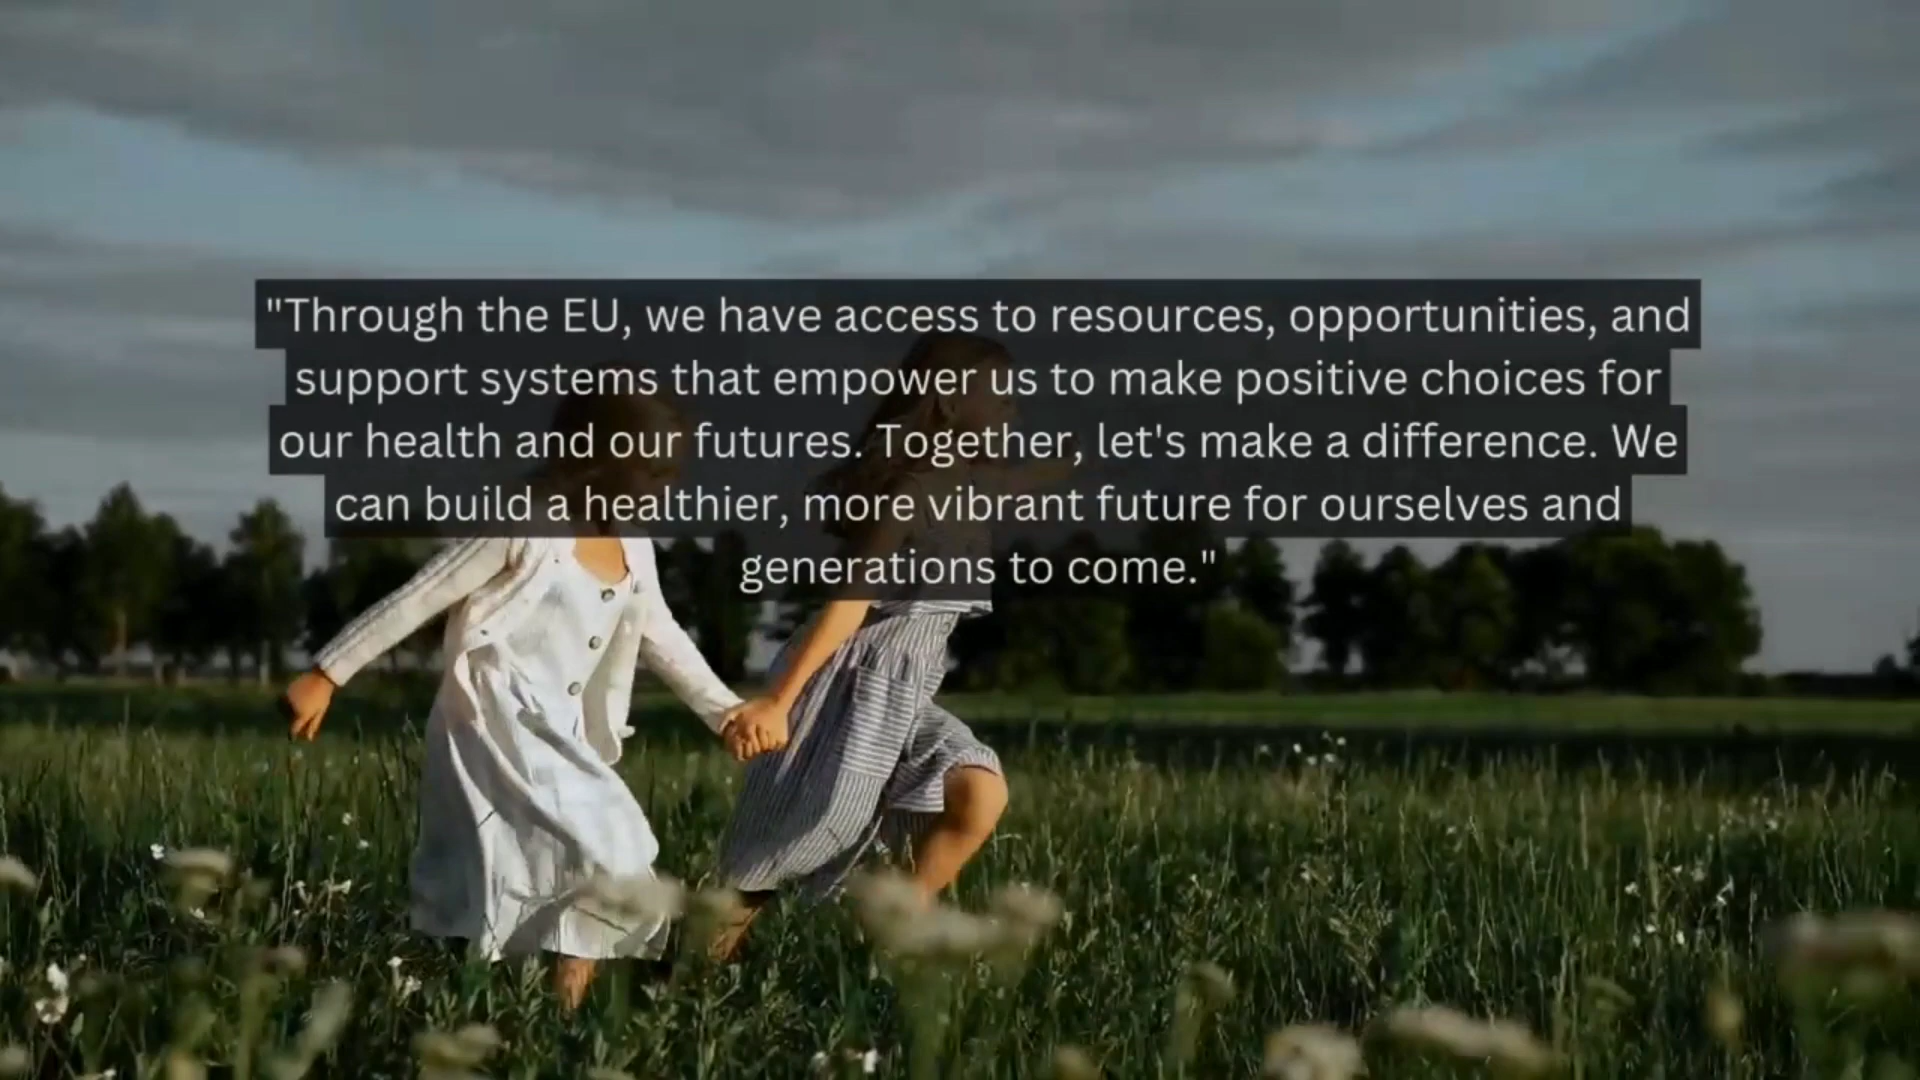 "Through the EU, we have access to resources, opportunities, and
support systems that empower us to make positive choices for
our health and our futures. Together, let's make a difference. We
can build a healthier, more vibrant future for ourselves and
generations to come."